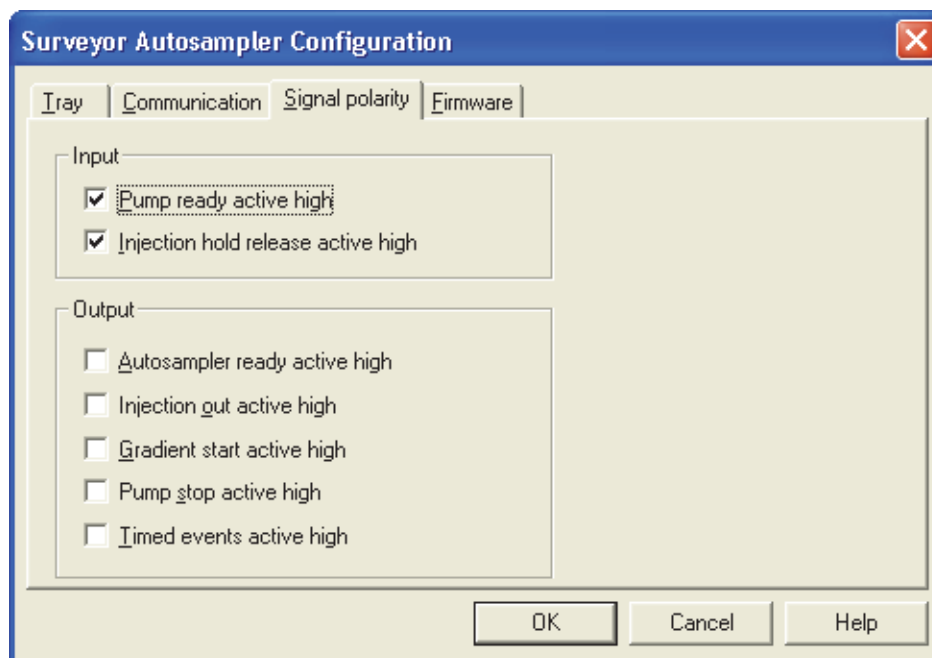 Surveyor Autosampler Configuration
Tray Communication Signal polarity Firmware
Input
Pump ready active high
Injection hold release active high
Output
Autosampler ready active high
Injection out active high
Gradient start active high
Pump stop active high
Timed events active high
OK Cancel Help